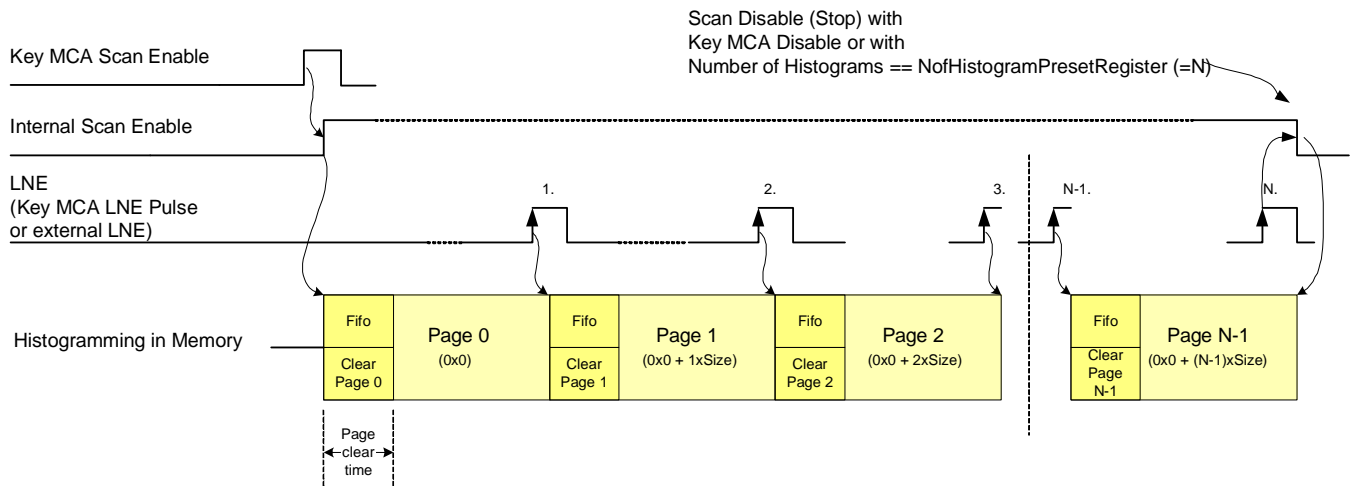 Scan Disable (Stop) with
Key MCA Disable or with
Number of Histograms == NofHistogramPresetRegister (=N)
Key MCA Scan Enable
Internal Scan Enable
LNE
(Key MCA LNE Pulse
or external LNE)
1.
2.
3.
N-1.
N.
Histogramming in Memory
Fifo
Clear
Page 0
Page 0
(0x0)
Fifo
Clear
Page 1
Page 1
(0x0 + 1xSize)
Fifo
Clear
Page 2
Page 2
(0x0 + 2xSize)
Fifo
Clear
Page
N-1
Page N-1
(0x0 + (N-1)xSize)
Page
clear
time